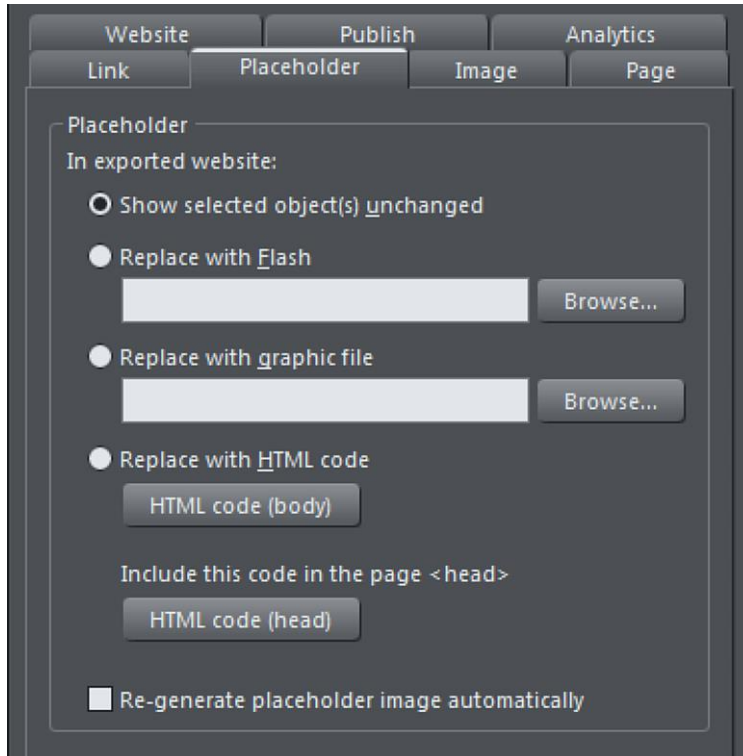 Website Publish Analytics
Link Placeholder Image Page
Placeholder
In exported website:
Show selected object(s) unchanged
Replace with Flash
Browse...
Replace with graphic file
Browse...
Replace with HTML code
HTML code (body)
Include this code in the page <head>
HTML code (head)
Re-generate placeholder image automatically